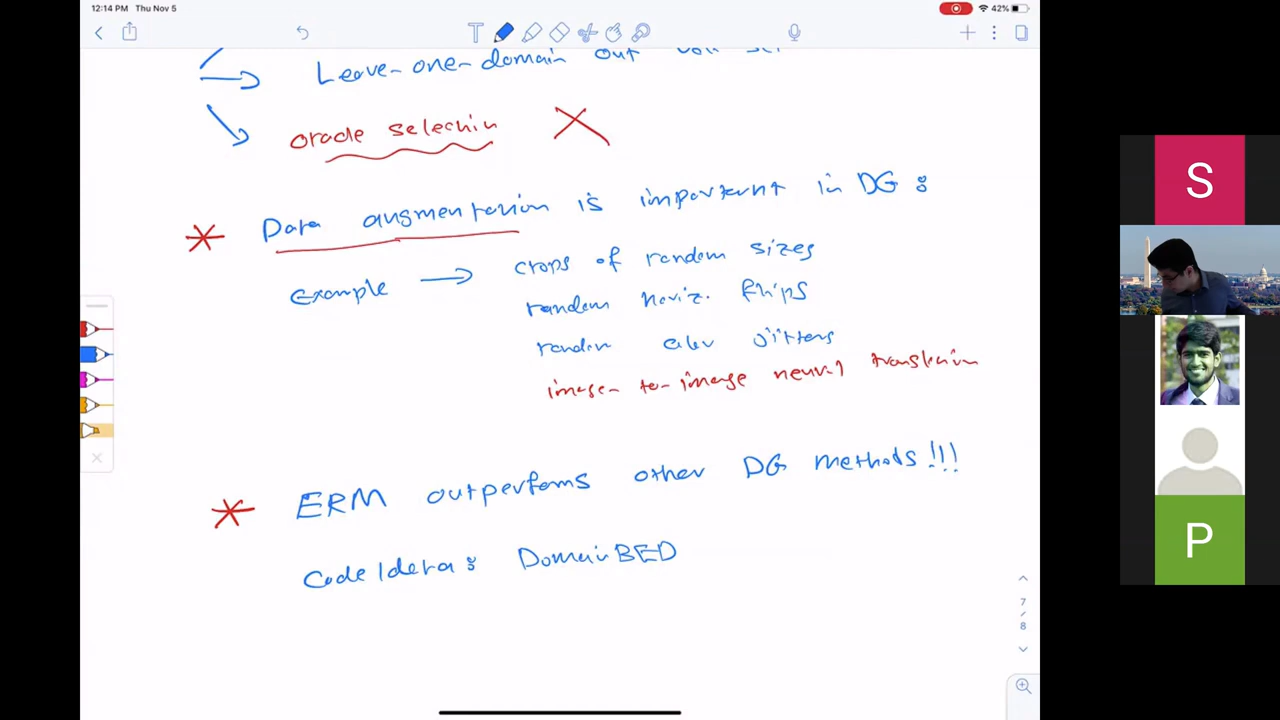 12:14 PM Thu Nov 5
42%
Leave-one-domain out
oracle selection
* Data augmentation is important in DG:
Example → crops of random sizes
random horiz. flips
random color jitters
image-to-image neural translation
* ERM outperforms other DG methods!!!
Code/data: DomainBED
7
/
8
S
P
T